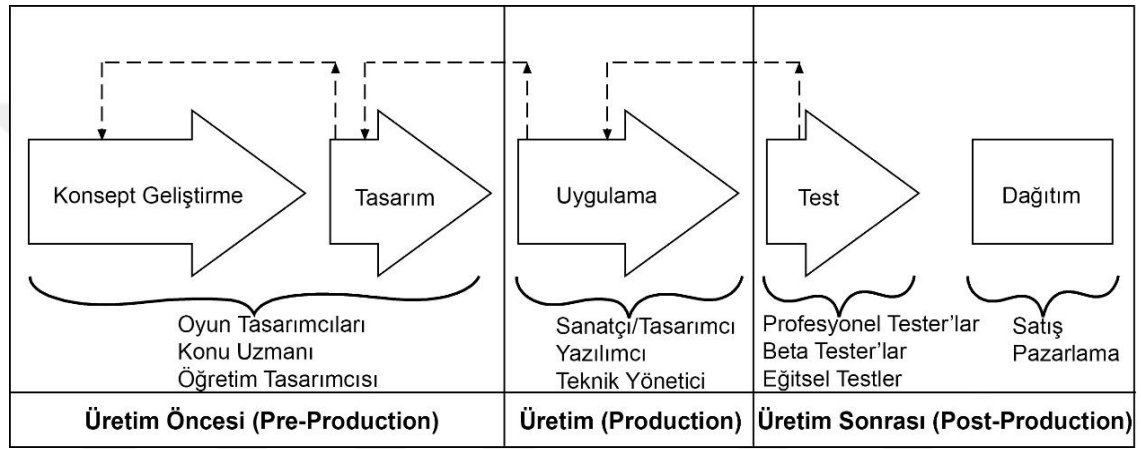 Konsept Geliştirme
Tasarım
Uygulama
Test
Dağıtım
Oyun Tasarımcıları
Konu Uzmanı
Öğretim Tasarımcısı
Sanatçı/Tasarımcı
Yazılımcı
Teknik Yönetici
Profesyonel Tester’lar
Beta Tester’lar
Eğitsel Testler
Satış
Pazarlama
Üretim Öncesi (Pre-Production)
Üretim (Production)
Üretim Sonrası (Post-Production)